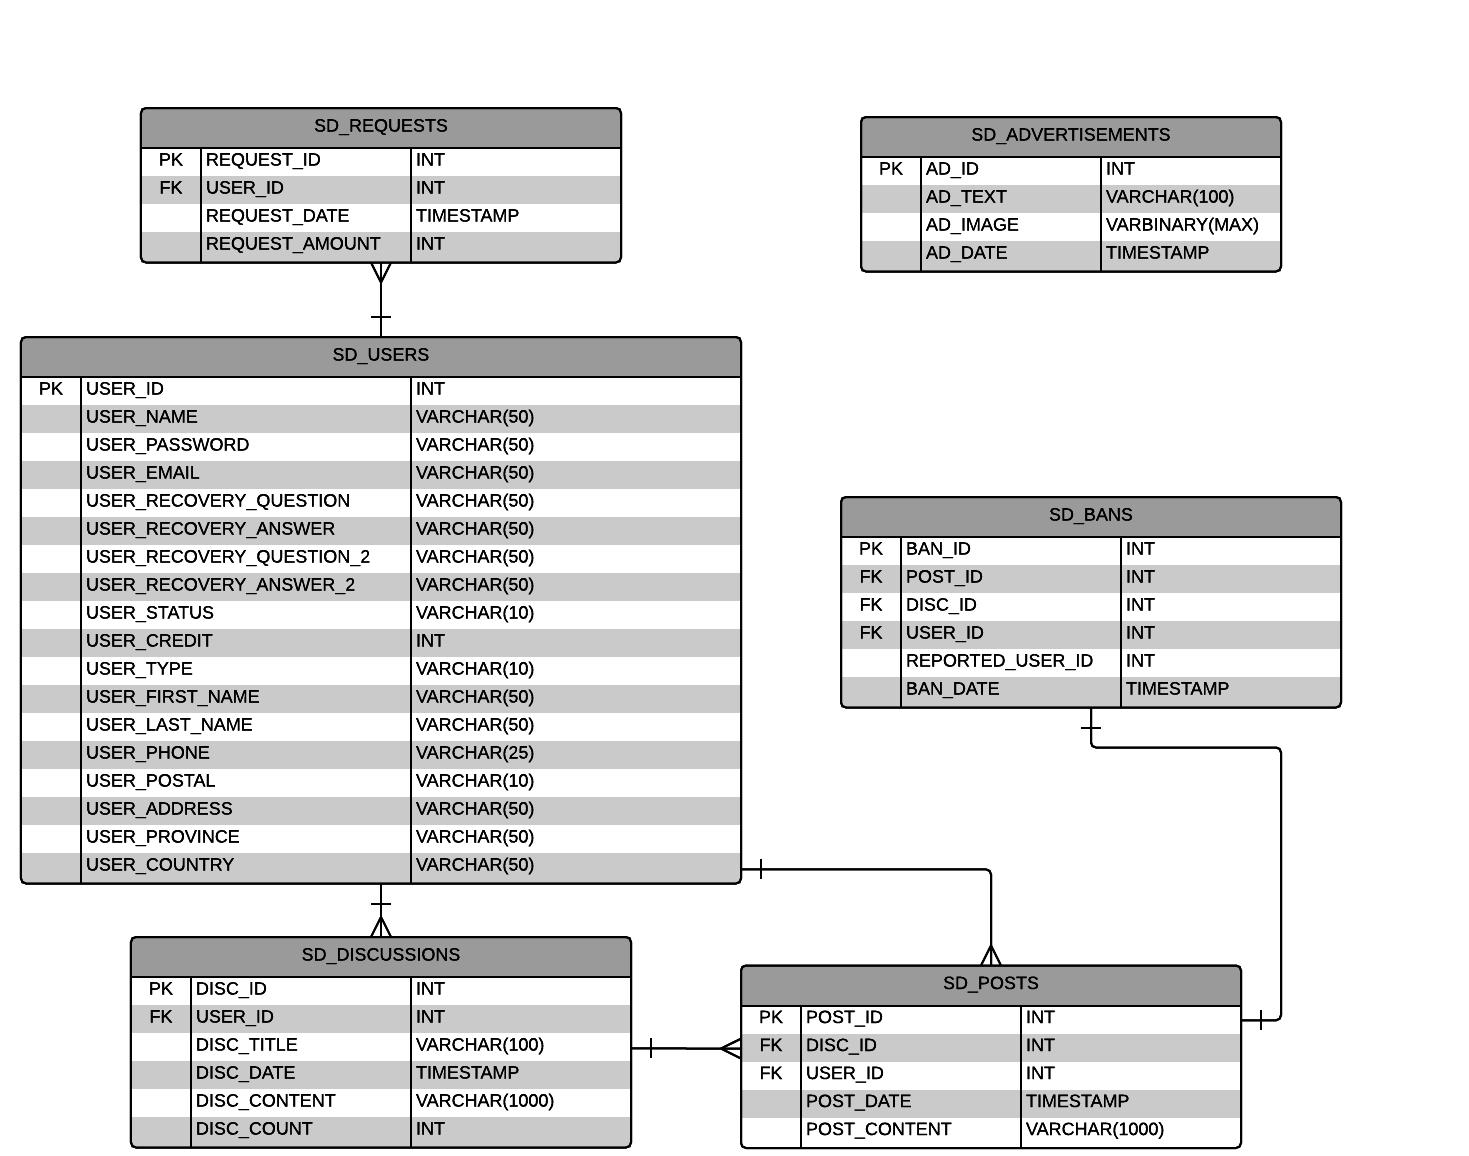 SD_REQUESTS
PK REQUEST_ID INT
FK USER_ID INT
REQUEST_DATE TIMESTAMP
REQUEST_AMOUNT INT
SD_ADVERTISEMENTS
PK AD_ID INT
AD_TEXT VARCHAR(100)
AD_IMAGE VARBINARY(MAX)
AD_DATE TIMESTAMP
SD_USERS
PK USER_ID INT
USER_NAME VARCHAR(50)
USER_PASSWORD VARCHAR(50)
USER_EMAIL VARCHAR(50)
USER_RECOVERY_QUESTION VARCHAR(50)
USER_RECOVERY_ANSWER VARCHAR(50)
USER_RECOVERY_QUESTION_2 VARCHAR(50)
USER_RECOVERY_ANSWER_2 VARCHAR(50)
USER_STATUS VARCHAR(10)
USER_CREDIT INT
USER_TYPE VARCHAR(10)
USER_FIRST_NAME VARCHAR(50)
USER_LAST_NAME VARCHAR(50)
USER_PHONE VARCHAR(25)
USER_POSTAL VARCHAR(10)
USER_ADDRESS VARCHAR(50)
USER_PROVINCE VARCHAR(50)
USER_COUNTRY VARCHAR(50)
SD_BANS
PK BAN_ID INT
FK POST_ID INT
FK DISC_ID INT
FK USER_ID INT
REPORTED_USER_ID INT
BAN_DATE TIMESTAMP
SD_DISCUSSIONS
PK DISC_ID INT
FK USER_ID INT
DISC_TITLE VARCHAR(100)
DISC_DATE TIMESTAMP
DISC_CONTENT VARCHAR(1000)
DISC_COUNT INT
SD_POSTS
PK POST_ID INT
FK DISC_ID INT
FK USER_ID INT
POST_DATE TIMESTAMP
POST_CONTENT VARCHAR(1000)